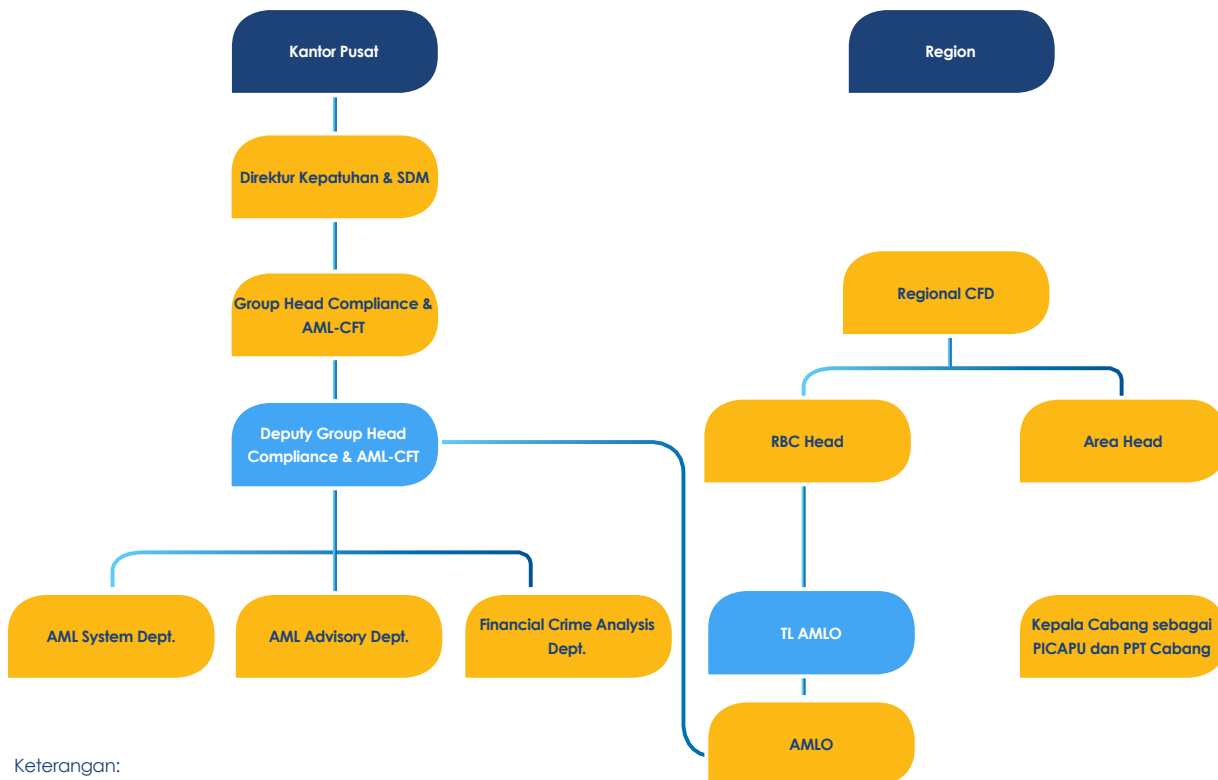 Kantor Pusat
Region
Direktur Kepatuhan & SDM
Group Head Compliance &
AML-CFT
Regional CFD
Deputy Group Head
Compliance & AML-CFT
RBC Head
Area Head
AML System Dept.
AML Advisory Dept.
Financial Crime Analysis
Dept.
TL AMLO
Kepala Cabang sebagai
PICAPU dan PPT Cabang
AMLO
Keterangan: